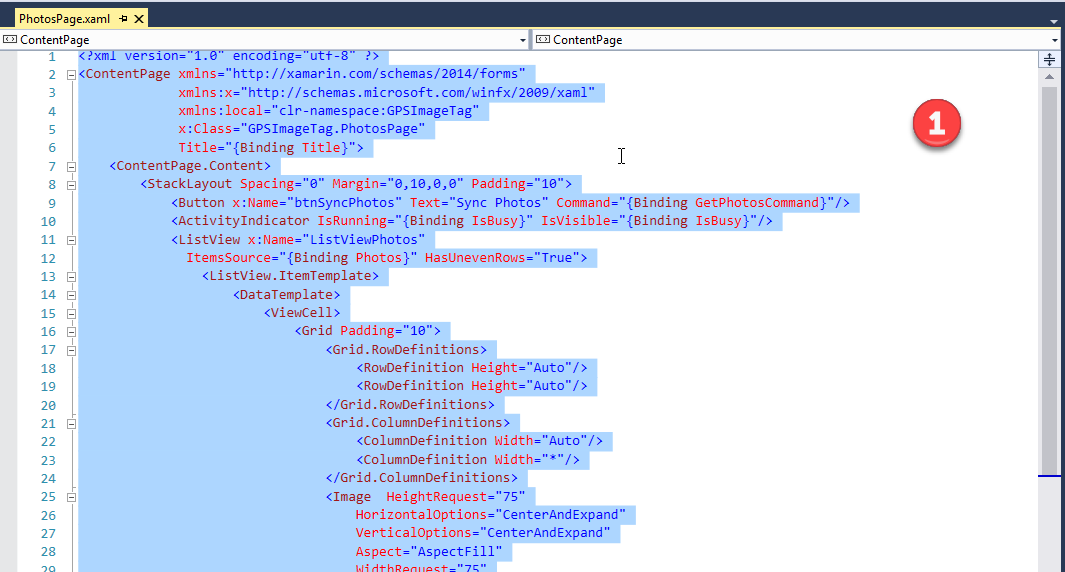 PhotosPage.xaml
ContentPage ContentPage
1 <?xml version="1.0" encoding="utf-8" ?>
2 <ContentPage xmlns="http://xamarin.com/schemas/2014/forms"
3 xmlns:x="http://schemas.microsoft.com/winfx/2009/xaml"
4 xmlns:local="clr-namespace:GPSImageTag"
5 x:Class="GPSImageTag.PhotosPage"
6 Title="{Binding Title}">
7 <ContentPage.Content>
8 <StackLayout Spacing="0" Margin="0,10,0,0" Padding="10">
9 <Button x:Name="btnSyncPhotos" Text="Sync Photos" Command="{Binding GetPhotosCommand}"/>
10 <ActivityIndicator IsRunning="{Binding IsBusy}" IsVisible="{Binding IsBusy}"/>
11 <ListView x:Name="ListViewPhotos"
12 ItemsSource="{Binding Photos}" HasUnevenRows="True">
13 <ListView.ItemTemplate>
14 <DataTemplate>
15 <ViewCell>
16 <Grid Padding="10">
17 <Grid.RowDefinitions>
18 <RowDefinition Height="Auto"/>
19 <RowDefinition Height="Auto"/>
20 </Grid.RowDefinitions>
21 <Grid.ColumnDefinitions>
22 <ColumnDefinition Width="Auto"/>
23 <ColumnDefinition Width="*"/>
24 </Grid.ColumnDefinitions>
25 <Image  HeightRequest="75"
26 HorizontalOptions="CenterAndExpand"
27 VerticalOptions="CenterAndExpand"
28 Aspect="AspectFill"
29 WidthRequest="75"
1